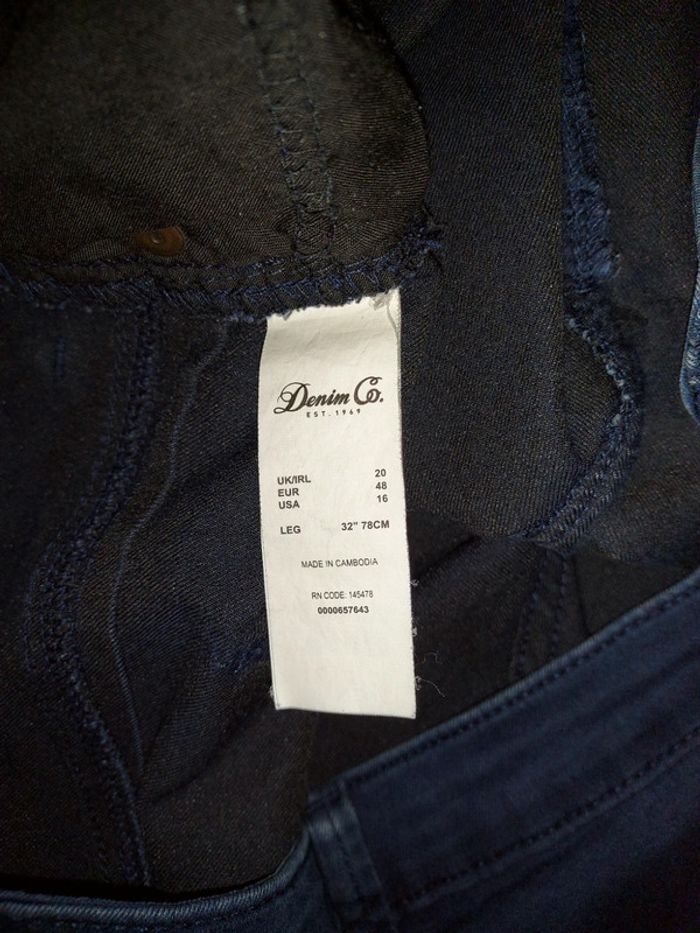 Denim Co.
EST. 1969
UK/IRL 20
EUR 48
USA 16
LEG 32" 78CM
MADE IN CAMBODIA
RN CODE: 145478
0000657643